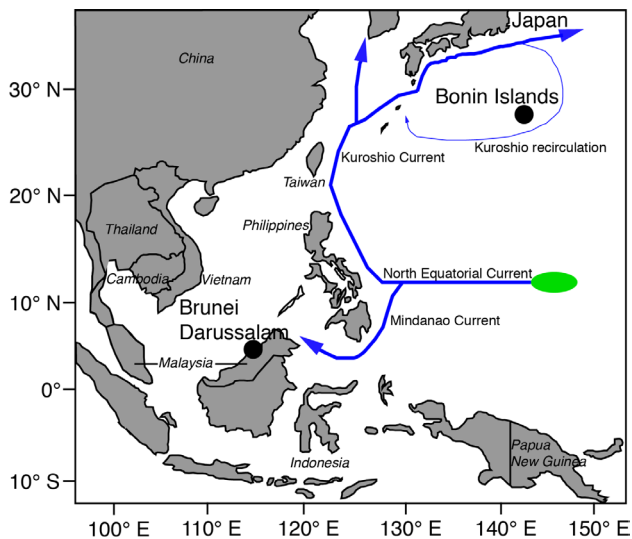 Japan
China
30° N
Bonin Islands
Kuroshio recirculation
Kuroshio Current
Taiwan
20° N
Philippines
Thailand
North Equatorial Current
Cambodia
Vietnam
10° N
Brunei
Darussalam
Mindanao Current
Malaysia
0°
Papua
New Guinea
Indonesia
10° S
100° E
110° E
120° E
130° E
140° E
150° E